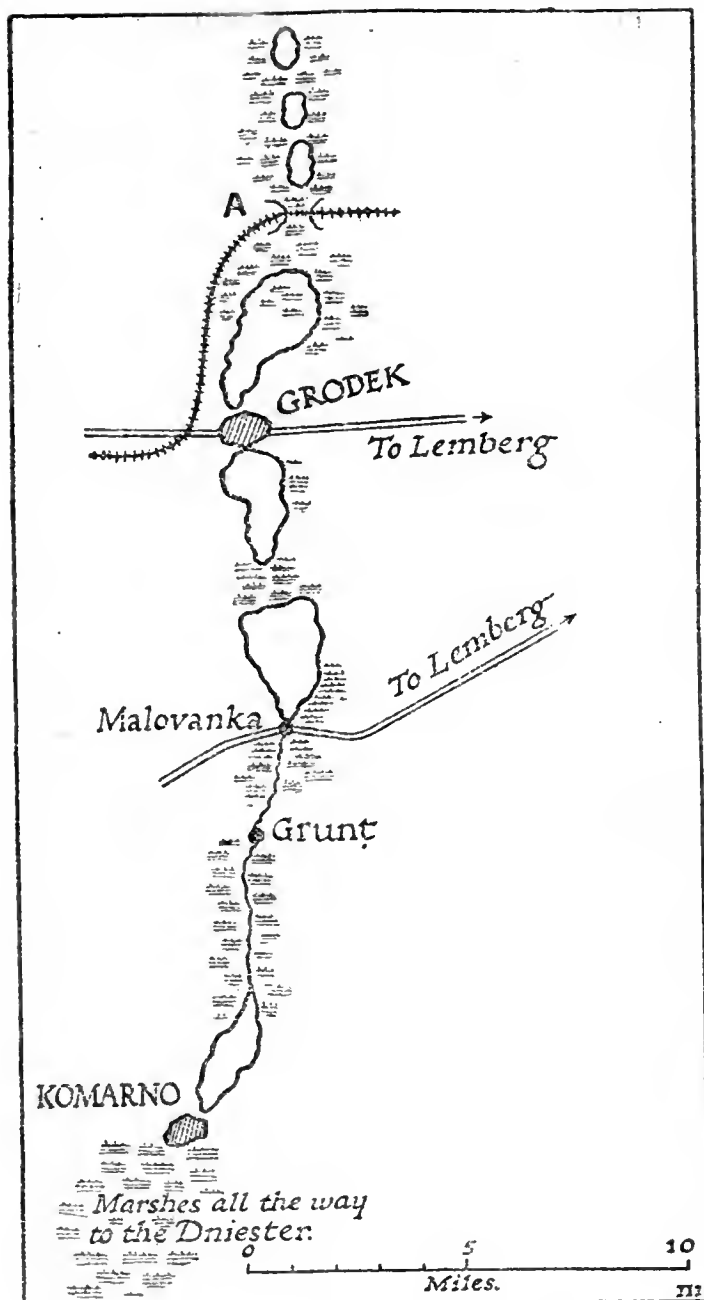 A
GRODEK
To Lemberg
To Lemberg
Malovanka
Grunt
KOMARNO
Marshes all the way
to the Dniester.
0 5 10
Miles.